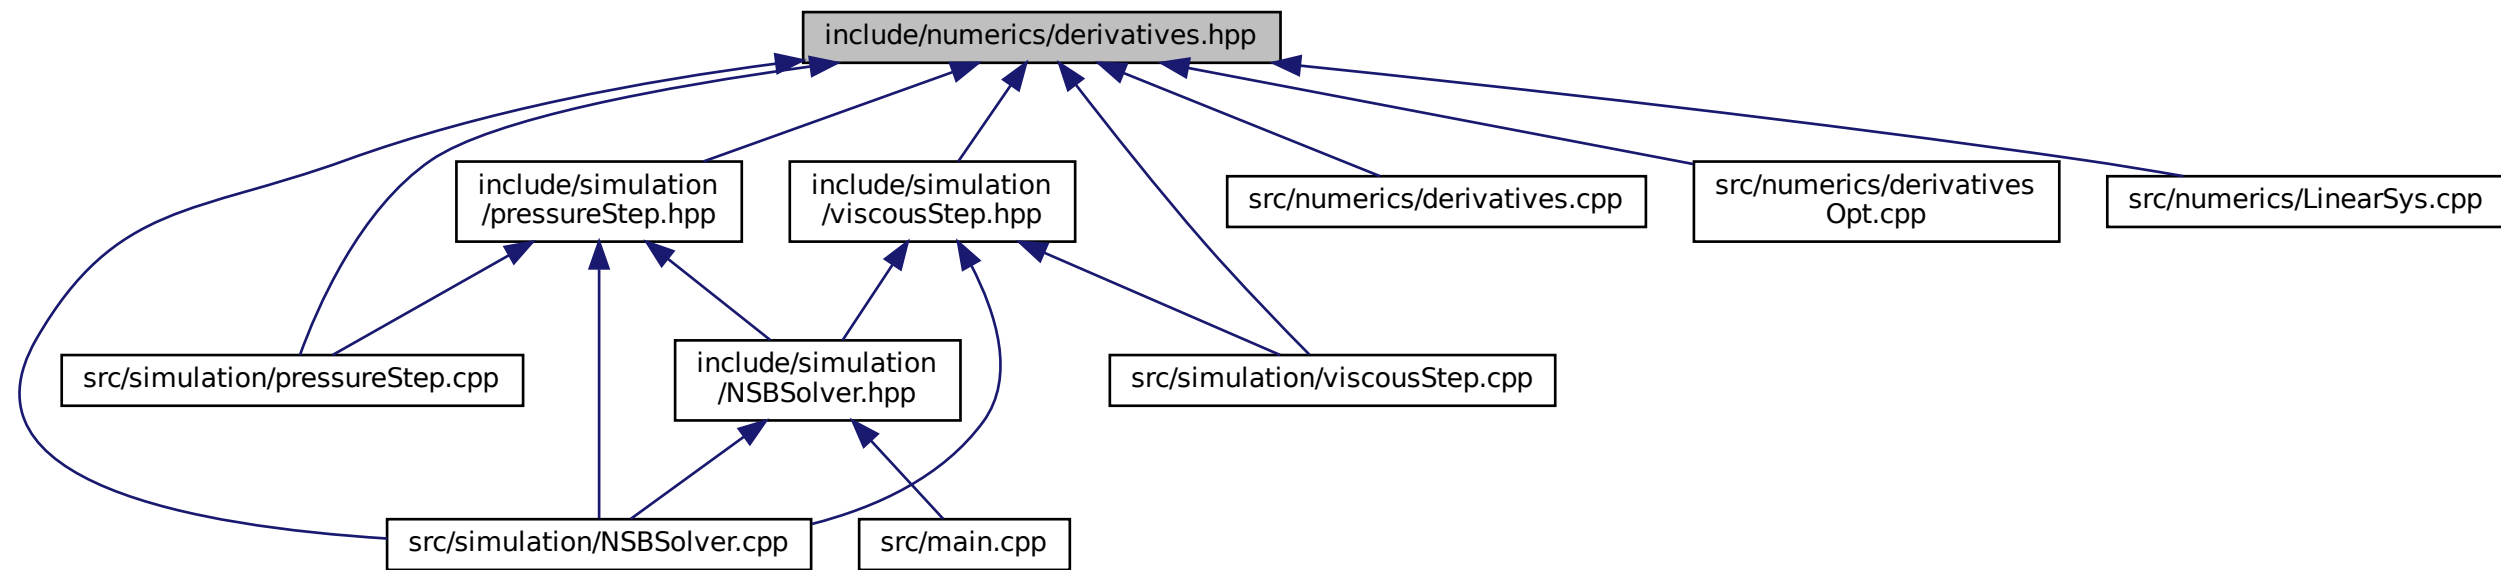 include/numerics/derivatives.hpp
include/simulation
/pressureStep.hpp
include/simulation
/viscousStep.hpp
src/numerics/derivatives.cpp
src/numerics/derivatives
Opt.cpp
src/numerics/LinearSys.cpp
src/simulation/pressureStep.cpp
include/simulation
/NSBSolver.hpp
src/simulation/viscousStep.cpp
src/simulation/NSBSolver.cpp
src/main.cpp